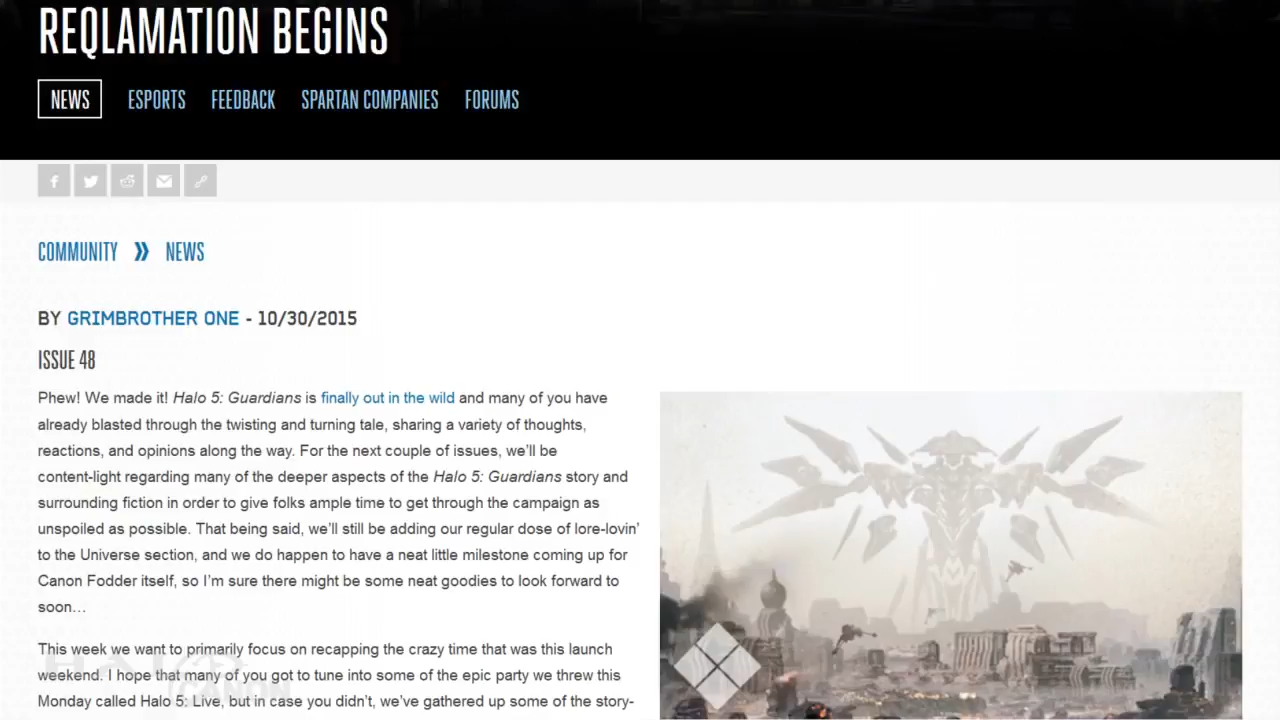 REQLAMATION BEGINS
NEWS ESPORTS FEEDBACK SPARTAN COMPANIES FORUMS
COMMUNITY » NEWS
BY GRIMBROTHER ONE - 10/30/2015
ISSUE 48
Phew! We made it! Halo 5: Guardians is finally out in the wild and many of you have
already blasted through the twisting and turning tale, sharing a variety of thoughts,
reactions, and opinions along the way. For the next couple of issues, we'll be
content-light regarding many of the deeper aspects of the Halo 5: Guardians story and
surrounding fiction in order to give folks ample time to get through the campaign as
unspoiled as possible. That being said, we'll still be adding our regular dose of lore-lovin'
to the Universe section, and we do happen to have a neat little milestone coming up for
Canon Fodder itself, so I'm sure there might be some neat goodies to look forward to
soon...
This week we want to primarily focus on recapping the crazy time that was this launch
weekend. I hope that many of you got to tune into some of the epic party we threw this
Monday called Halo 5: Live, but in case you didn't, we've gathered up some of the story-
HALO
CANON